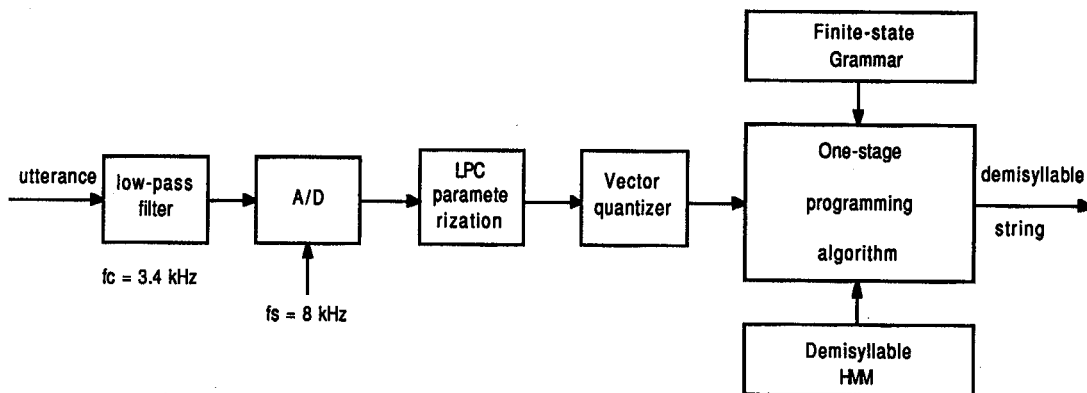 utterance
low-pass
filter
fc = 3.4 kHz
A/D
fs = 8 kHz
LPC
paramete
rization
Vector
quantizer
Finite-state
Grammar
One-stage
programming
algorithm
Demisyllable
HMM
demisyllable
string